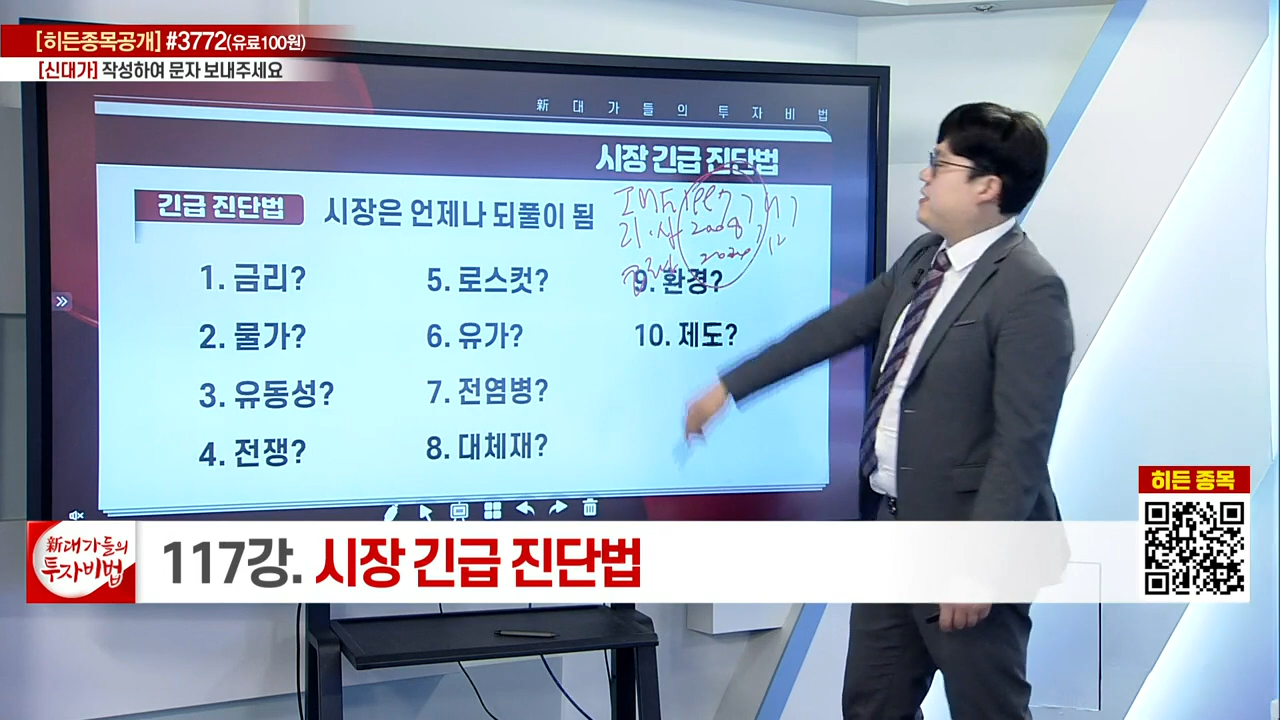 [히든종목공개] #3772(유료100원)
[신대가] 작성하여 문자 보내주세요
新대가들의 투자비법
시장 긴급 진단법
긴급 진단법
시장은 언제나 되풀이 됨
1997
2008
2020
1. 금리?
2. 물가?
3. 유동성?
4. 전쟁?
5. 로스컷?
6. 유가?
7. 전염병?
8. 대체재?
9. 환경?
10. 제도?
히든 종목
新대가들의
투자비법
117강. 시장 긴급 진단법